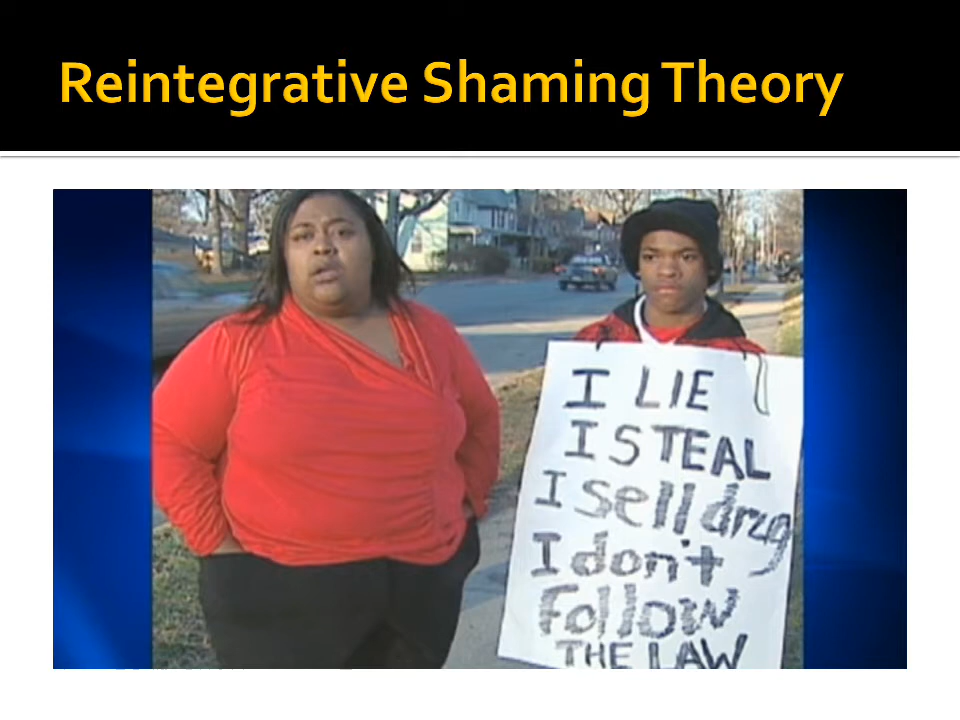 Reintegrative Shaming Theory
I LIE
I STEAL
I Sell drug
I don't
Follow
THE LAW